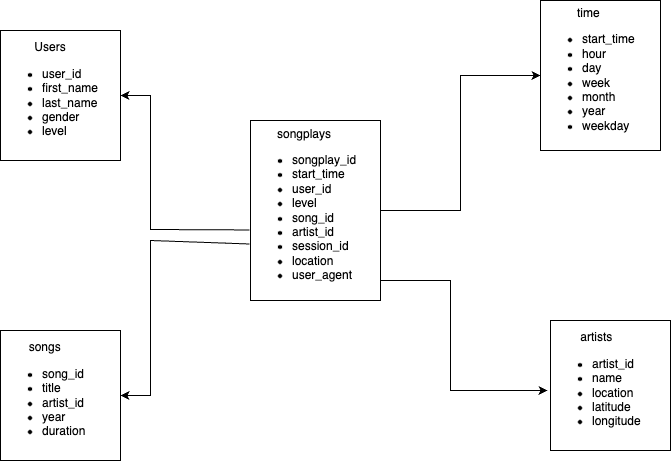 Users
• user_id
• first_name
• last_name
• gender
• level
time
• start_time
• hour
• day
• week
• month
• year
• weekday
songplays
• songplay_id
• start_time
• user_id
• level
• song_id
• artist_id
• session_id
• location
• user_agent
songs
• song_id
• title
• artist_id
• year
• duration
artists
• artist_id
• name
• location
• latitude
• longitude